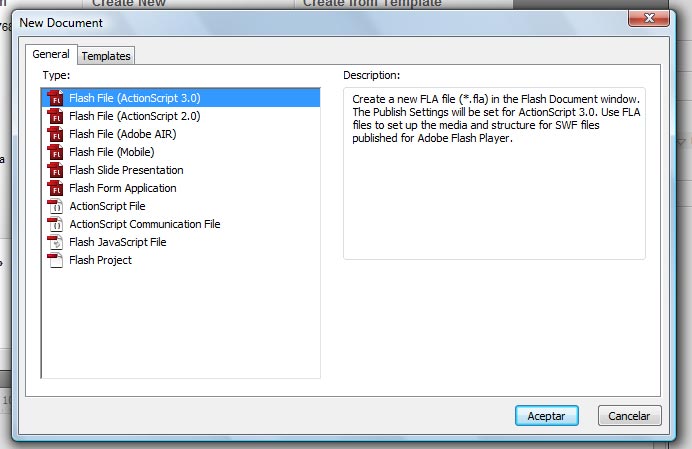 Create New
Create from Template
New Document
General
Templates
Type:
Flash File (ActionScript 3.0)
Flash File (ActionScript 2.0)
Flash File (Adobe AIR)
Flash File (Mobile)
Flash Slide Presentation
Flash Form Application
ActionScript File
ActionScript Communication File
Flash JavaScript File
Flash Project
Description:
Create a new FLA file (*.fla) in the Flash Document window.
The Publish Settings will be set for ActionScript 3.0. Use FLA
files to set up the media and structure for SWF files
published for Adobe Flash Player.
Aceptar
Cancelar